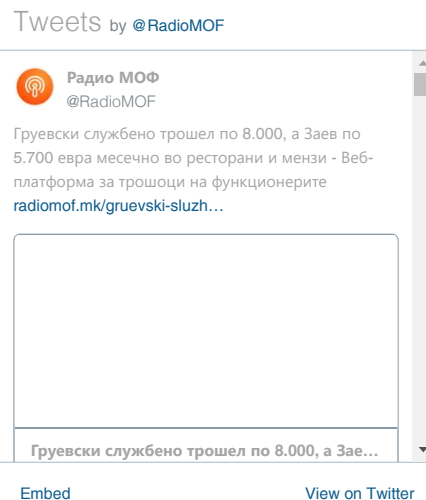 Tweets by @RadioMOF
Радио МОФ
@RadioMOF
Груевски службено трошел по 8.000, а Заев по
5.700 евра месечно во ресторани и мензи - Веб-
платформа за трошоци на функционерите
radiomof.mk/gruevski-sluzh…
Груевски службено трошел по 8.000, а Зае…
Embed View on Twitter